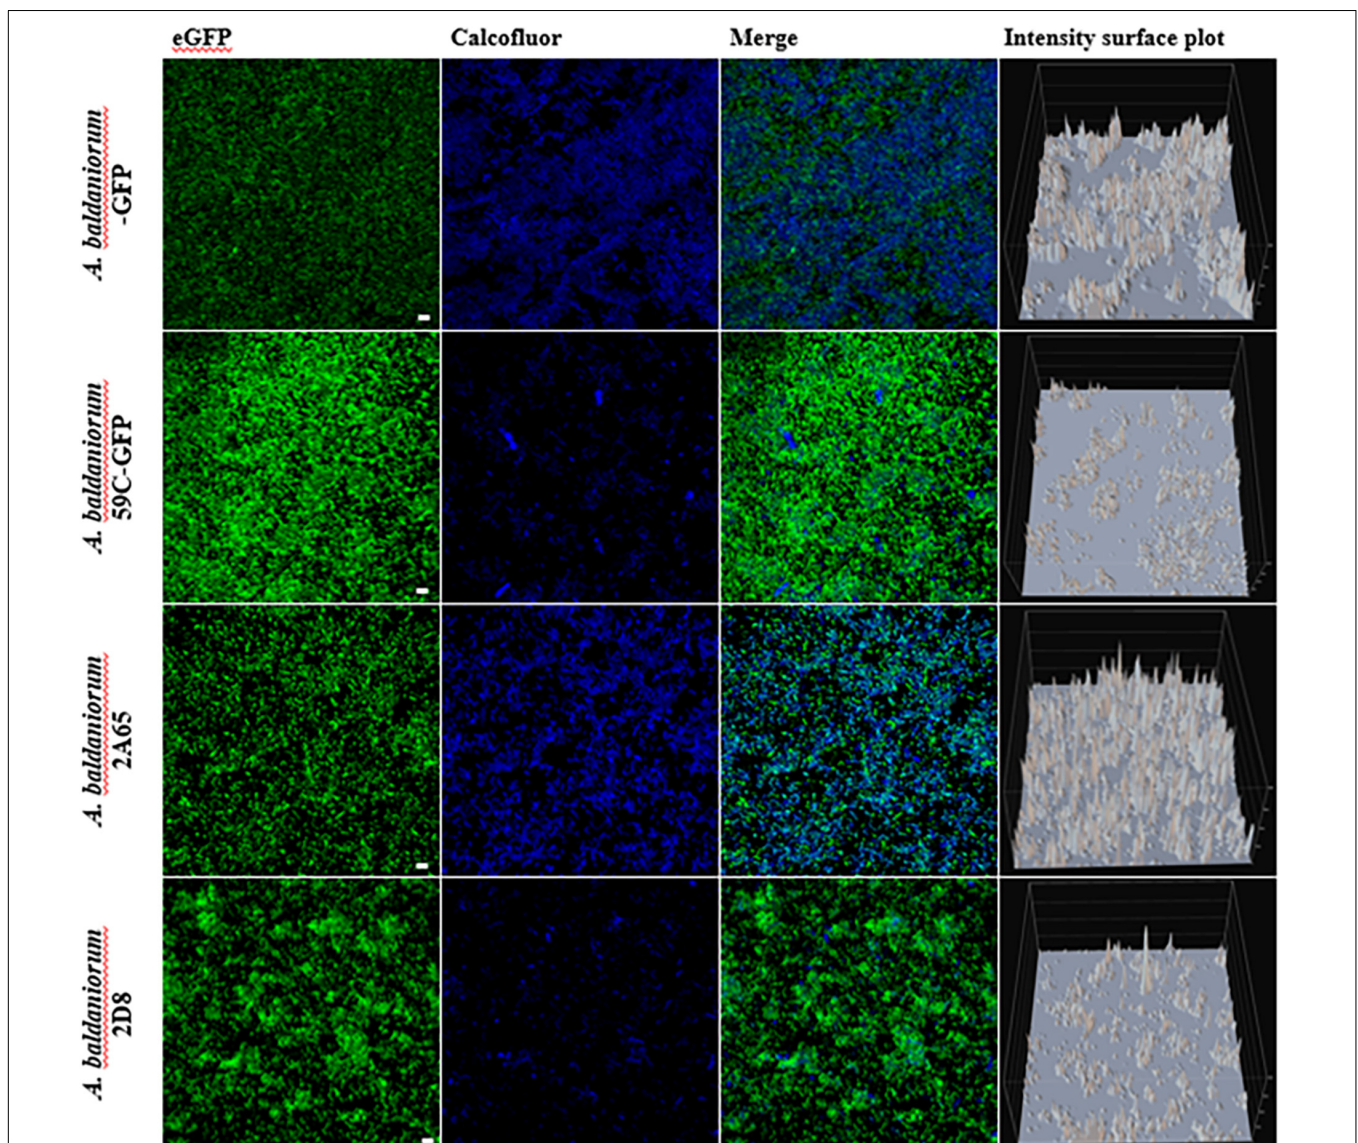 eGFP Calcofluor Merge Intensity surface plot
A. baldaniorum
-GFP
A. baldaniorum
59C-GFP
A. baldaniorum
2A65
A. baldaniorum
2D8